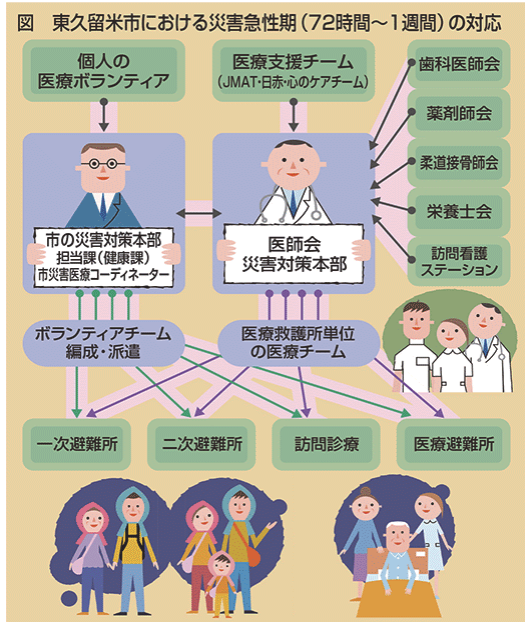 図　東久留米市における災害急性期（72時間～1週間）の対応
個人の
医療ボランティア
医療支援チーム
（JMAT・日赤・心のケアチーム）
歯科医師会
薬剤師会
柔道接骨師会
栄養士会
訪問看護
ステーション
市の災害対策本部
担当課（健康課）
市災害医療コーディネーター
医師会
災害対策本部
ボランティアチーム
編成・派遣
医療救護所単位
の医療チーム
一次避難所
二次避難所
訪問診療
医療避難所